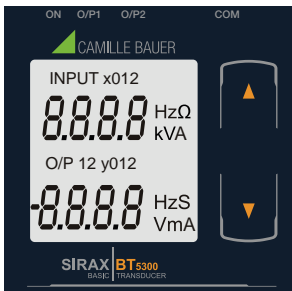 ON O/P1 O/P2 COM
CAMILLE BAUER
INPUT x012
8.8.8.8 HzΩ
kVA
O/P 12 y012
-8.8.8.8 HzS
VmA
SIRAX BT5300
BASIC TRANSDUCER